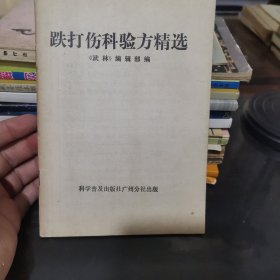 跌打伤科验方精选
《武林》编辑部编
科学普及出版社广州分社出版